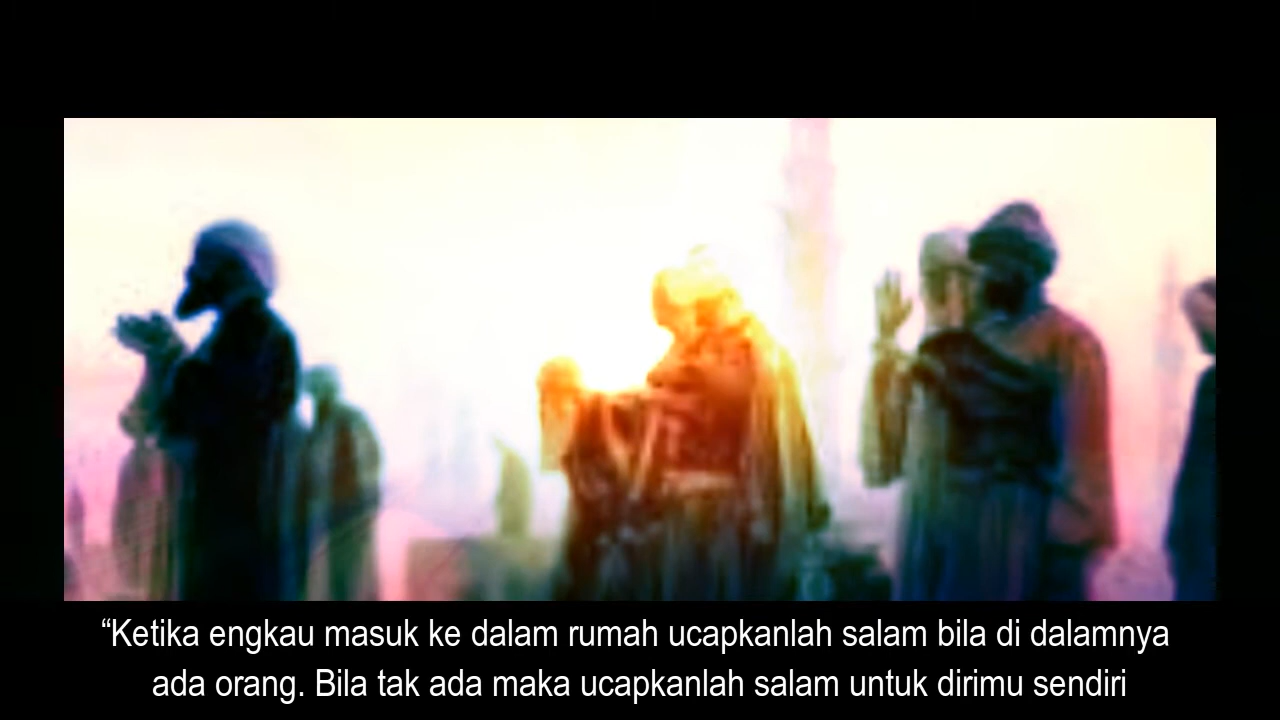 “Ketika engkau masuk ke dalam rumah ucapkanlah salam bila di dalamnya
ada orang. Bila tak ada maka ucapkanlah salam untuk dirimu sendiri